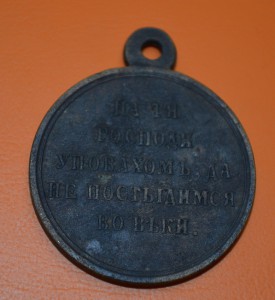 НА ТЯ
ГОСПОДИ
УПОВАХОМЪ, ДА
НЕ ПОСТЫДИМСЯ
ВО ВѢКИ.